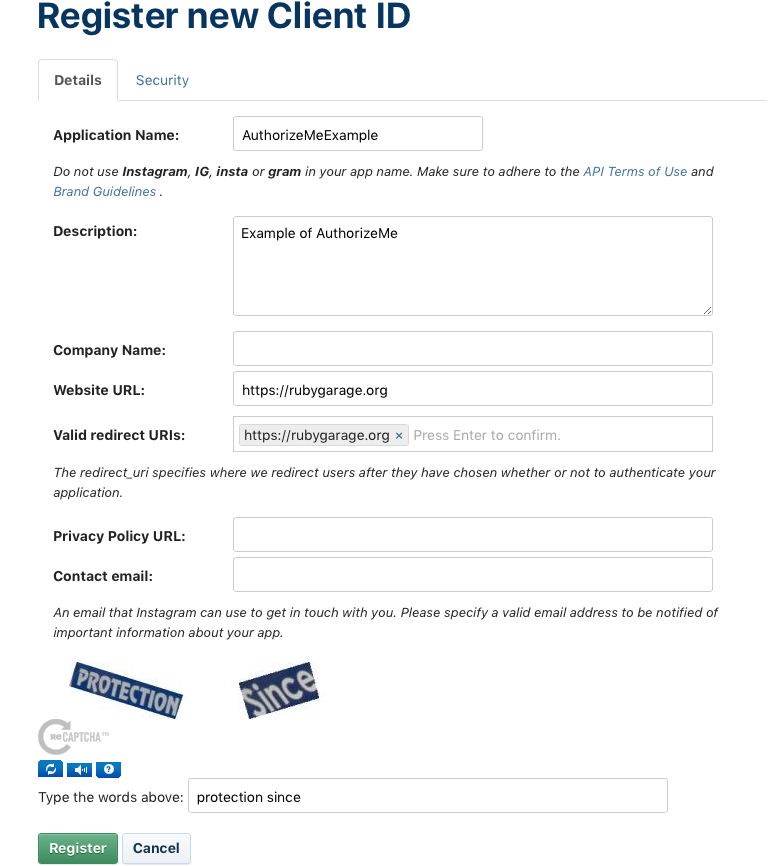 Register new Client ID
Details Security
Application Name: AuthorizeMeExample
Do not use Instagram, IG, insta or gram in your app name. Make sure to adhere to the API Terms of Use and
Brand Guidelines .
Description: Example of AuthorizeMe
Company Name:
Website URL: https://rubygarage.org
Valid redirect URIs: https://rubygarage.org × Press Enter to confirm.
The redirect_uri specifies where we redirect users after they have chosen whether or not to authenticate your
application.
Privacy Policy URL:
Contact email:
An email that Instagram can use to get in touch with you. Please specify a valid email address to be notified of
important information about your app.
PROTECTION Since
reCAPTCHA™
?
Type the words above: protection since
Register Cancel